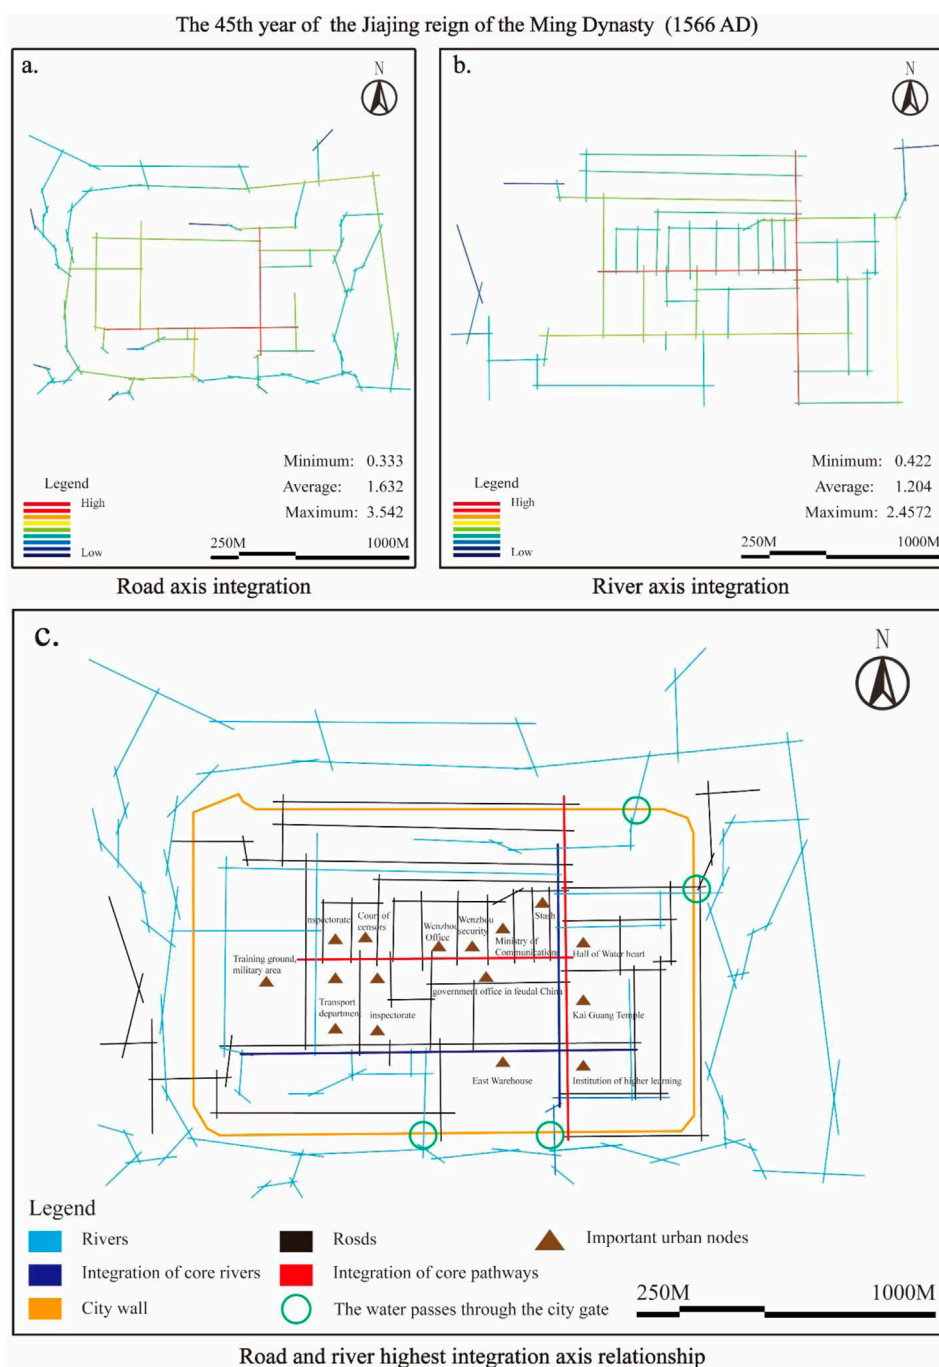 The 45th year of the Jiajing reign of the Ming Dynasty (1566 AD)
a.
N
Minimum: 0.333
Average: 1.632
Maximum: 3.542
Legend
High
Low
250M 1000M
Road axis integration
b.
N
Minimum: 0.422
Average: 1.204
Maximum: 2.4572
Legend
High
Low
250M 1000M
River axis integration
c.
N
nspectorate
Court of
censors
Wenzhou
Office
Wenzhou
security
Stash
Ministry of
Communications
Hall of Water heart
Training ground,
military area
government office in feudal China
Transport
department
inspectorate
Kai Guang Temple
East Warehouse
Institution of higher learning
Legend
Rivers
Rosds
Important urban nodes
Integration of core rivers
Integration of core pathways
City wall
The water passes through the city gate
250M 1000M
Road and river highest integration axis relationship